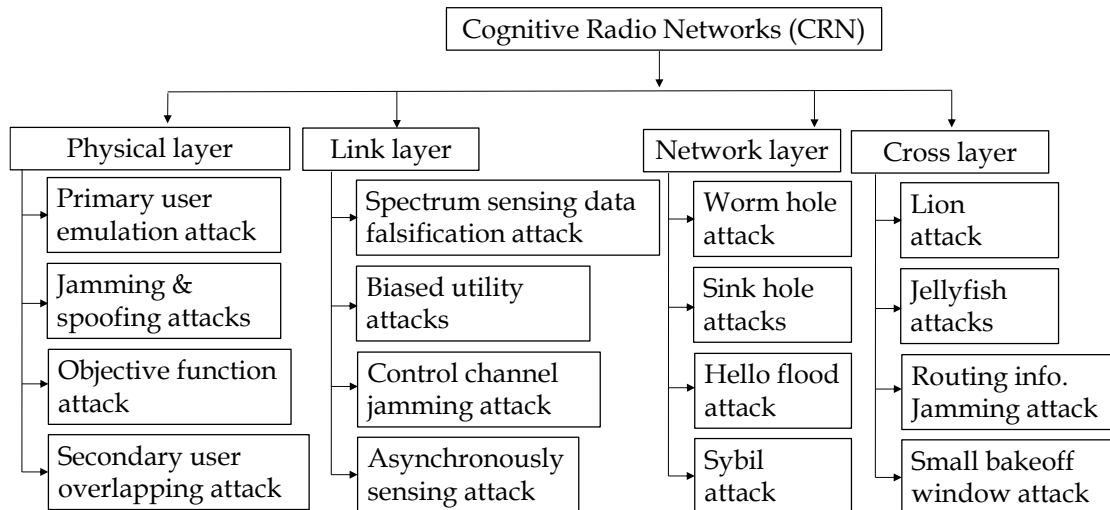 Cognitive Radio Networks (CRN)
Physical layer
Primary user
emulation attack
Jamming &
spoofing attacks
Objective function
attack
Secondary user
overlapping attack
Link layer
Spectrum sensing data
falsification attack
Biased utility
attacks
Control channel
jamming attack
Asynchronously
sensing attack
Network layer
Worm hole
attack
Sink hole
attacks
Hello flood
attack
Sybil
attack
Cross layer
Lion
attack
Jellyfish
attacks
Routing info.
Jamming attack
Small bakeoff
window attack